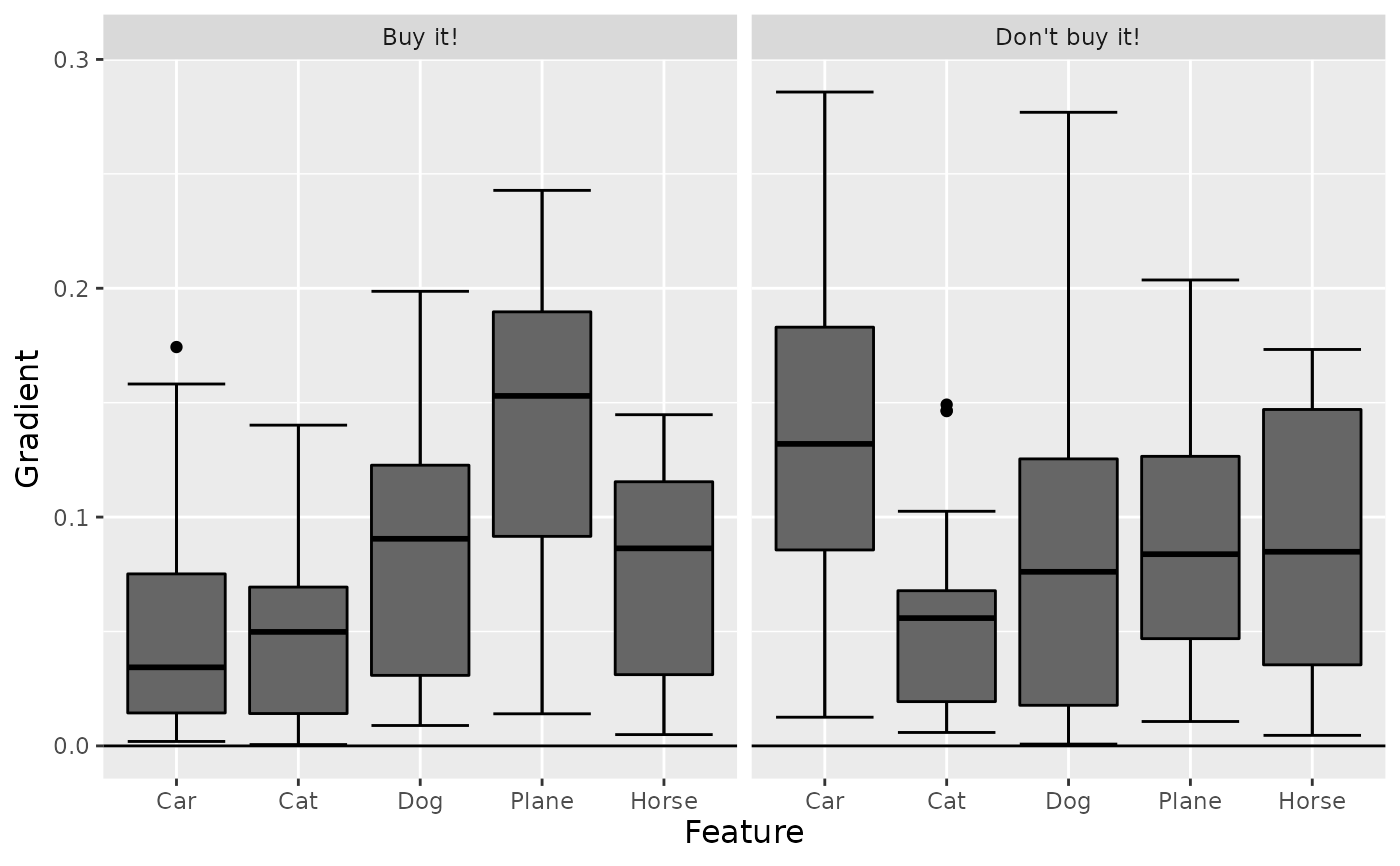 Buy it!
Don't buy it!
0.3
0.2
0.1
0.0
Gradient
Car Cat Dog Plane Horse
Car Cat Dog Plane Horse
Feature